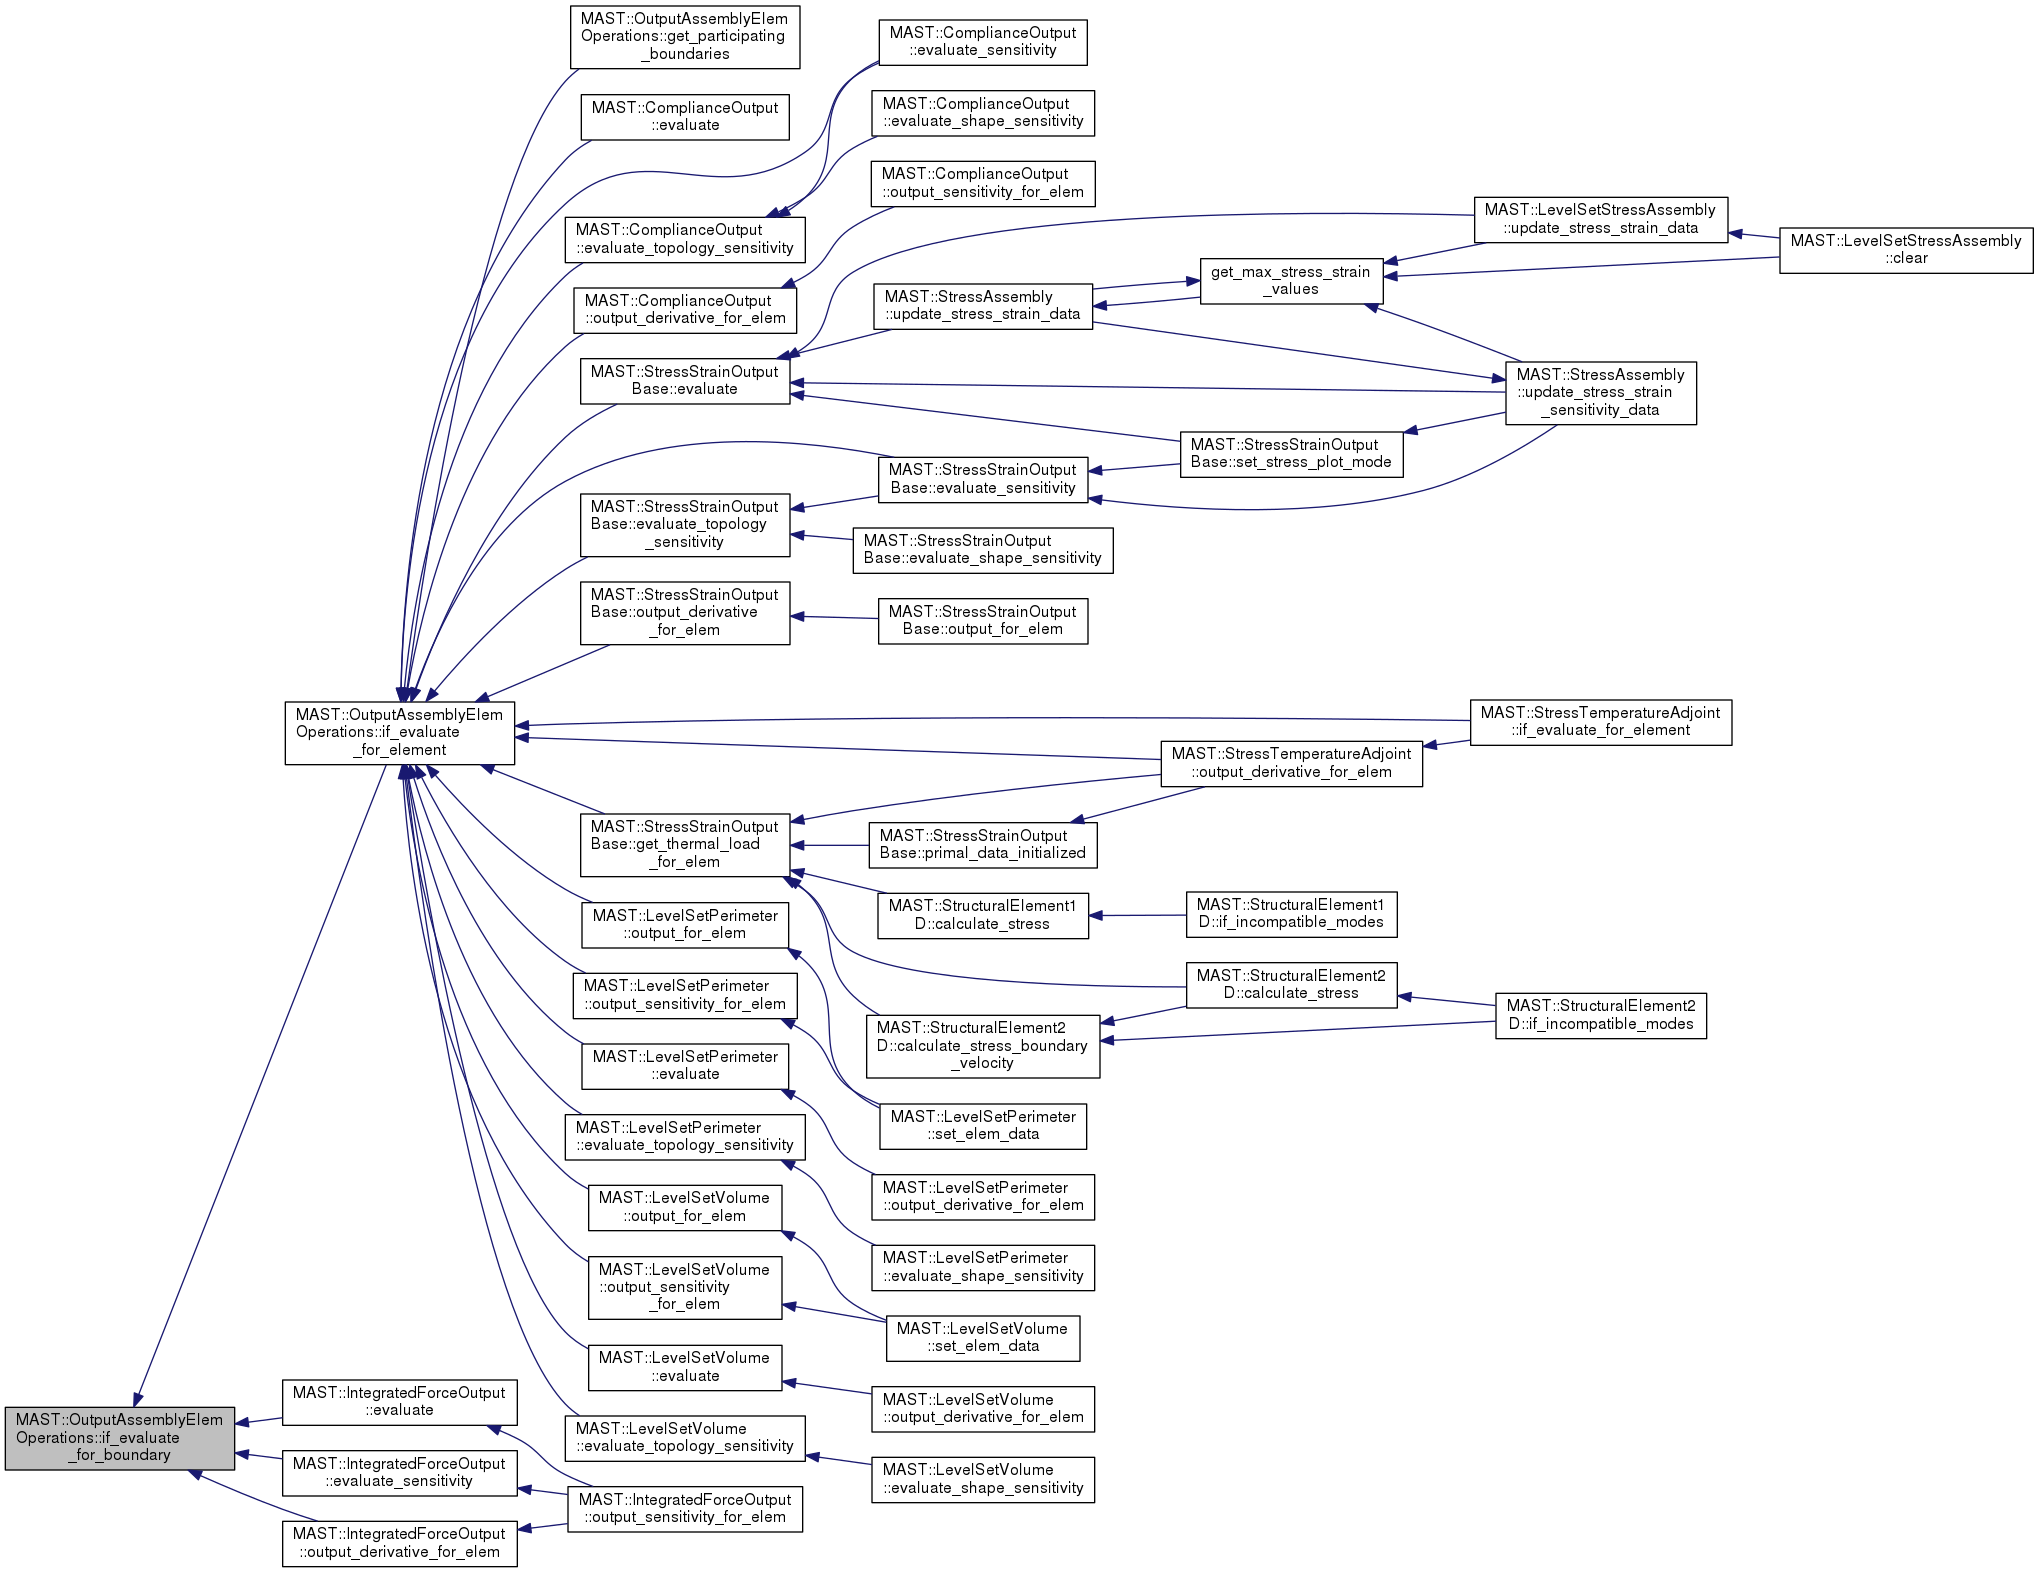 MAST::OutputAssemblyElem
Operations::get_participating
_boundaries
MAST::ComplianceOutput
::evaluate
MAST::ComplianceOutput
::evaluate_topology_sensitivity
MAST::ComplianceOutput
::output_derivative_for_elem
MAST::StressStrainOutput
Base::evaluate
MAST::StressStrainOutput
Base::evaluate_topology
_sensitivity
MAST::StressStrainOutput
Base::output_derivative
_for_elem
MAST::ComplianceOutput
::evaluate_sensitivity
MAST::ComplianceOutput
::evaluate_shape_sensitivity
MAST::ComplianceOutput
::output_sensitivity_for_elem
MAST::StressAssembly
::update_stress_strain_data
MAST::StressStrainOutput
Base::evaluate_sensitivity
MAST::StressStrainOutput
Base::evaluate_shape_sensitivity
MAST::StressStrainOutput
Base::output_for_elem
get_max_stress_strain
_values
MAST::StressStrainOutput
Base::set_stress_plot_mode
MAST::LevelSetStressAssembly
::update_stress_strain_data
MAST::StressAssembly
::update_stress_strain
_sensitivity_data
MAST::LevelSetStressAssembly
::clear
MAST::OutputAssemblyElem
Operations::if_evaluate
_for_element
MAST::StressTemperatureAdjoint
::if_evaluate_for_element
MAST::StressTemperatureAdjoint
::output_derivative_for_elem
MAST::StressStrainOutput
Base::get_thermal_load
_for_elem
MAST::StressStrainOutput
Base::primal_data_initialized
MAST::StructuralElement1
D::calculate_stress
MAST::StructuralElement1
D::if_incompatible_modes
MAST::StructuralElement2
D::calculate_stress
MAST::StructuralElement2
D::if_incompatible_modes
MAST::StructuralElement2
D::calculate_stress_boundary
_velocity
MAST::LevelSetPerimeter
::output_for_elem
MAST::LevelSetPerimeter
::output_sensitivity_for_elem
MAST::LevelSetPerimeter
::evaluate
MAST::LevelSetPerimeter
::evaluate_topology_sensitivity
MAST::LevelSetVolume
::output_for_elem
MAST::LevelSetVolume
::output_sensitivity
_for_elem
MAST::LevelSetVolume
::evaluate
MAST::LevelSetVolume
::evaluate_topology_sensitivity
MAST::LevelSetPerimeter
::set_elem_data
MAST::LevelSetPerimeter
::output_derivative_for_elem
MAST::LevelSetPerimeter
::evaluate_shape_sensitivity
MAST::LevelSetVolume
::set_elem_data
MAST::LevelSetVolume
::output_derivative_for_elem
MAST::LevelSetVolume
::evaluate_shape_sensitivity
MAST::OutputAssemblyElem
Operations::if_evaluate
_for_boundary
MAST::IntegratedForceOutput
::evaluate
MAST::IntegratedForceOutput
::evaluate_sensitivity
MAST::IntegratedForceOutput
::output_derivative_for_elem
MAST::IntegratedForceOutput
::output_sensitivity_for_elem